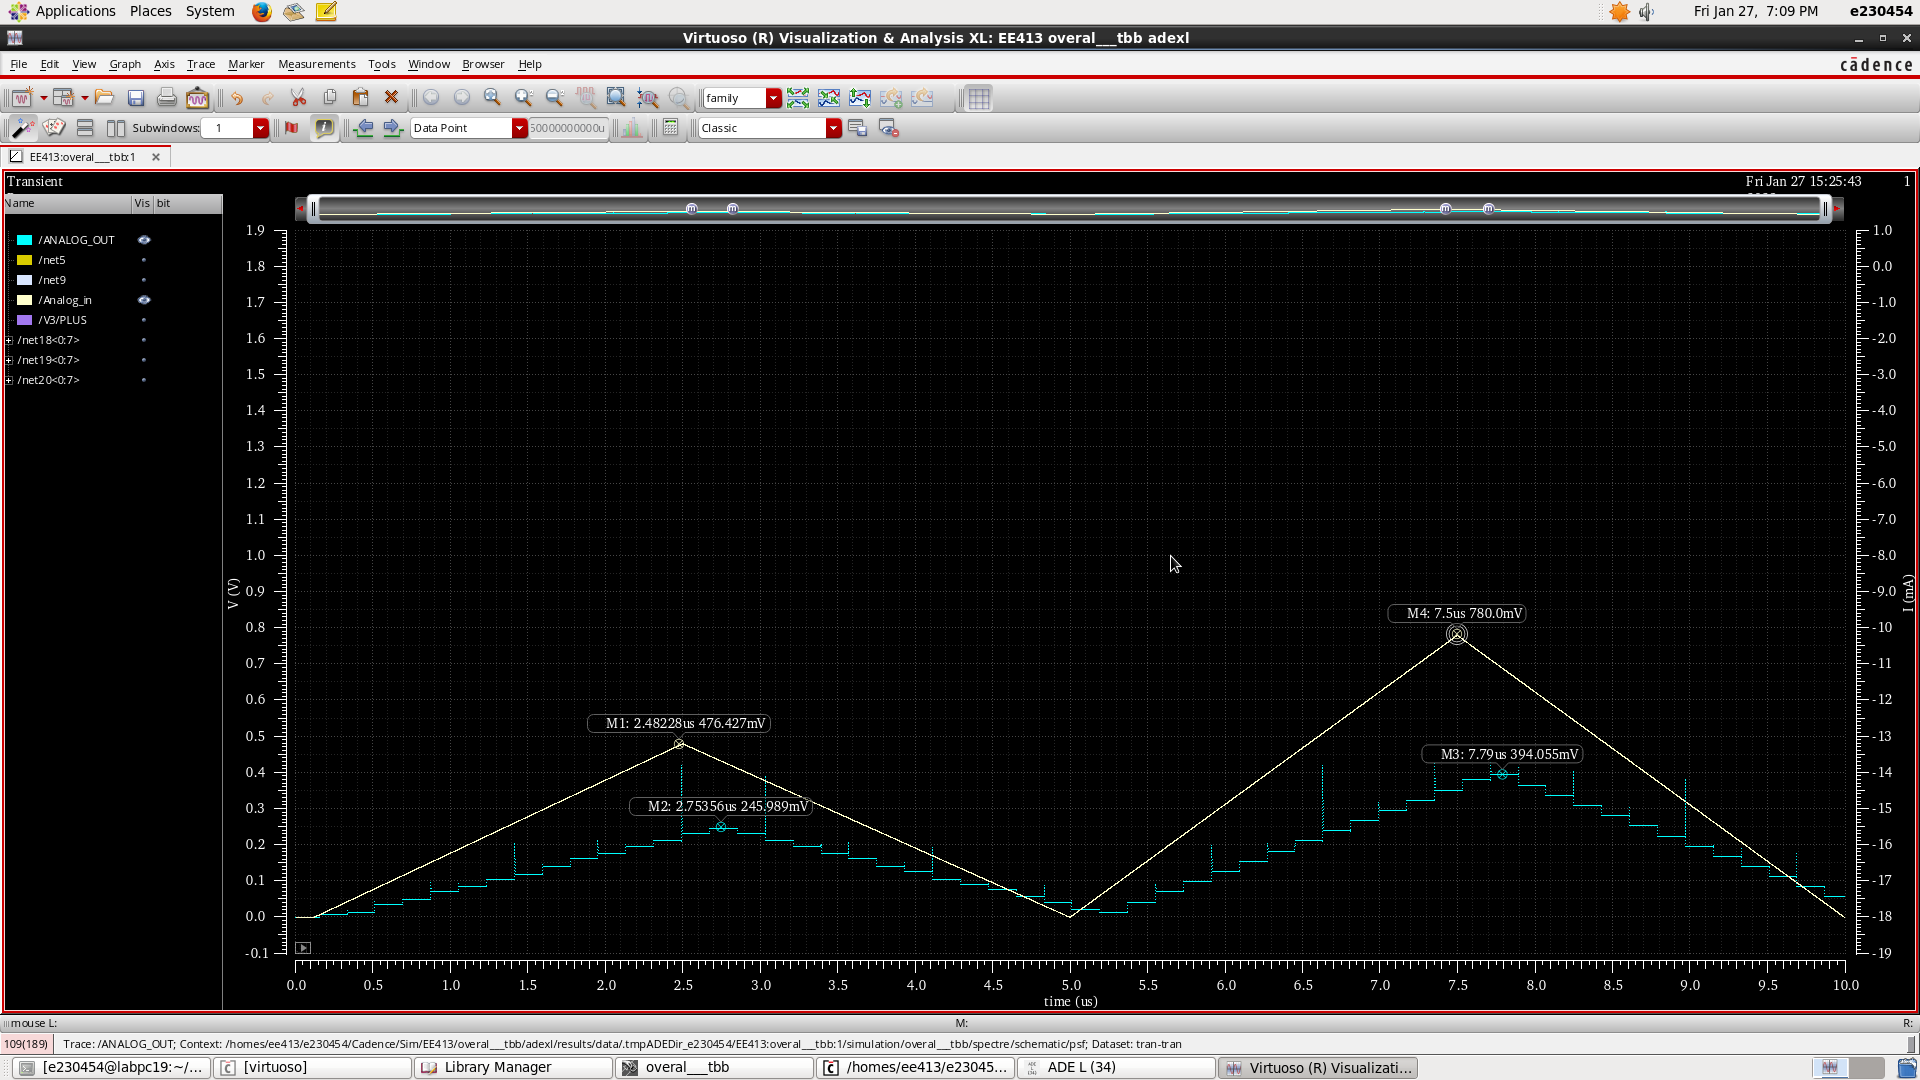 Applications Places System
Fri Jan 27, 7:09 PM e230454
Virtuoso (R) Visualization & Analysis XL: EE413 overal___tbb adexl
File Edit View Graph Axis Trace Marker Measurements Tools Window Browser Help
cādence
family
Subwindows: 1
Data Point
50000000000u
Classic
EE413:overal___tbb:1
Transient
Fri Jan 27 15:25:43 1
Name Vis bit
/ANALOG_OUT
/net5
/net9
/Analog_in
/V3/PLUS
/net18<0:7>
/net19<0:7>
/net20<0:7>
1.9 1.0
1.8 0.0
1.7 -1.0
1.6 -2.0
1.5 -3.0
1.4 -4.0
1.3 -5.0
1.2 -6.0
1.1 -7.0
1.0 -8.0
0.9 -9.0
V (V) I (mA)
M4: 7.5us 780.0mV
0.8 -10
0.7 -11
0.6 -12
M1: 2.48228us 476.427mV
0.5 -13
M3: 7.79us 394.055mV
0.4 -14
M2: 2.75356us 245.989mV
0.3 -15
0.2 -16
0.1 -17
0.0 -18
-0.1 -19
0.0 0.5 1.0 1.5 2.0 2.5 3.0 3.5 4.0 4.5 5.0 5.5 6.0 6.5 7.0 7.5 8.0 8.5 9.0 9.5 10.0
time (us)
mouse L: M: R:
109(189) Trace: /ANALOG_OUT; Context: /homes/ee413/e230454/Cadence/Sim/EE413/overal___tbb/adexl/results/data/.tmpADEDir_e230454/EE413:overal___tbb:1/simulation/overal___tbb/spectre/schematic/psf; Dataset: tran-tran
[e230454@labpc19:~/... [virtuoso] Library Manager overal___tbb /homes/ee413/e23045... ADE L (34) Virtuoso (R) Visualizati...